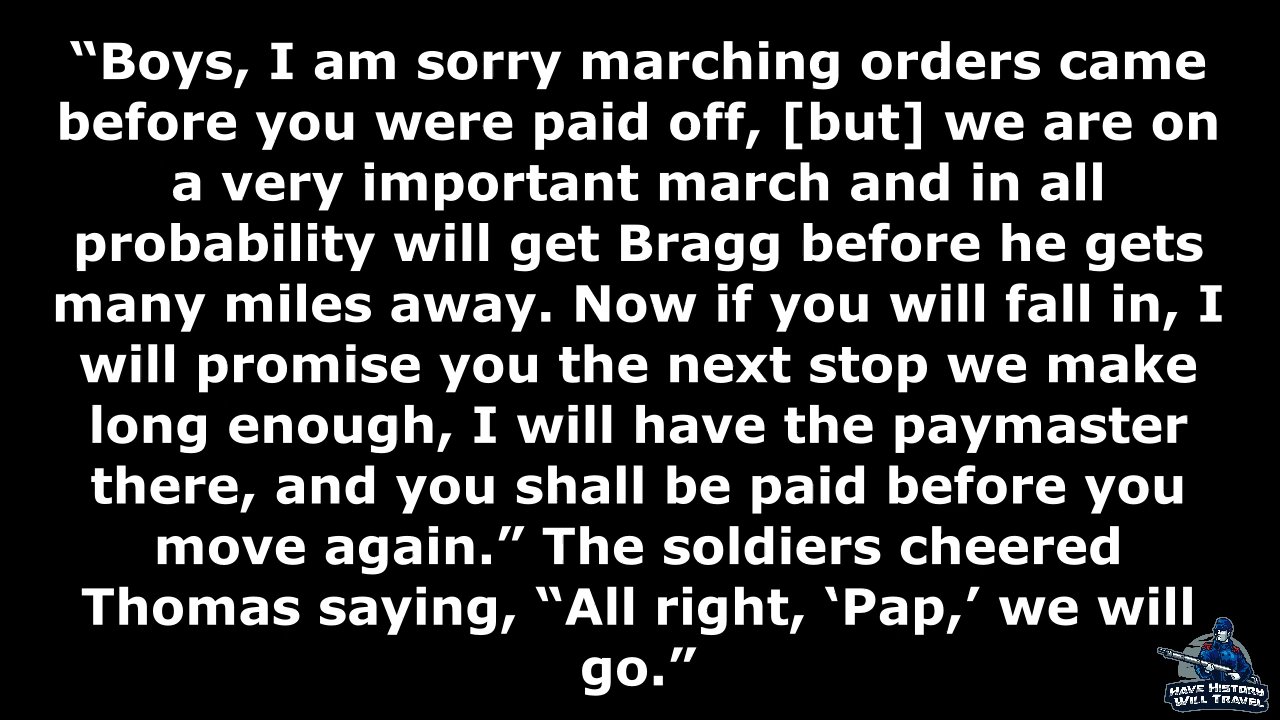 “Boys, I am sorry marching orders came
before you were paid off, [but] we are on
a very important march and in all
probability will get Bragg before he gets
many miles away. Now if you will fall in, I
will promise you the next stop we make
long enough, I will have the paymaster
there, and you shall be paid before you
move again.” The soldiers cheered
Thomas saying, “All right, ‘Pap,’ we will
go.”
HAVE HISTORY
WILL TRAVEL